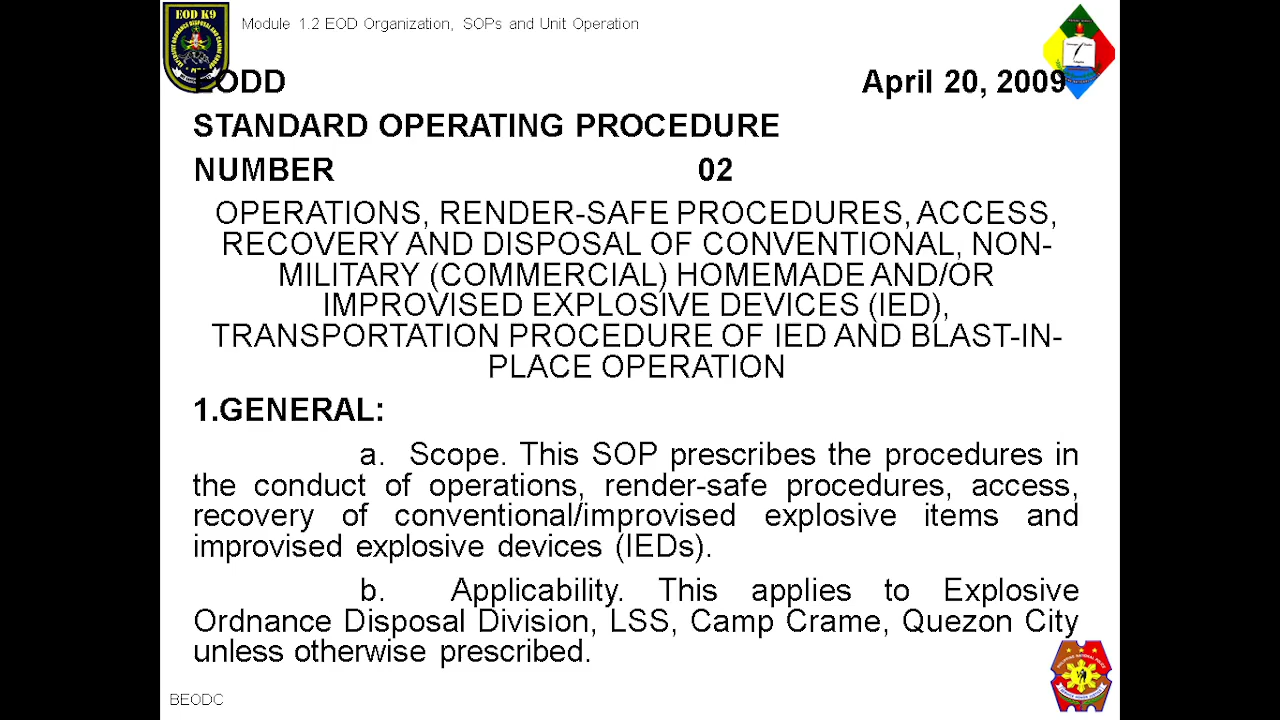 EOD K9
Module 1.2 EOD Organization, SOPs and Unit Operation
EODD April 20, 2009
STANDARD OPERATING PROCEDURE
NUMBER 02
OPERATIONS, RENDER-SAFE PROCEDURES, ACCESS,
RECOVERY AND DISPOSAL OF CONVENTIONAL, NON-
MILITARY (COMMERCIAL) HOMEMADE AND/OR
IMPROVISED EXPLOSIVE DEVICES (IED),
TRANSPORTATION PROCEDURE OF IED AND BLAST-IN-
PLACE OPERATION
1.GENERAL:
a. Scope. This SOP prescribes the procedures in
the conduct of operations, render-safe procedures, access,
recovery of conventional/improvised explosive items and
improvised explosive devices (IEDs).
b. Applicability. This applies to Explosive
Ordnance Disposal Division, LSS, Camp Crame, Quezon City
unless otherwise prescribed.
BEODC